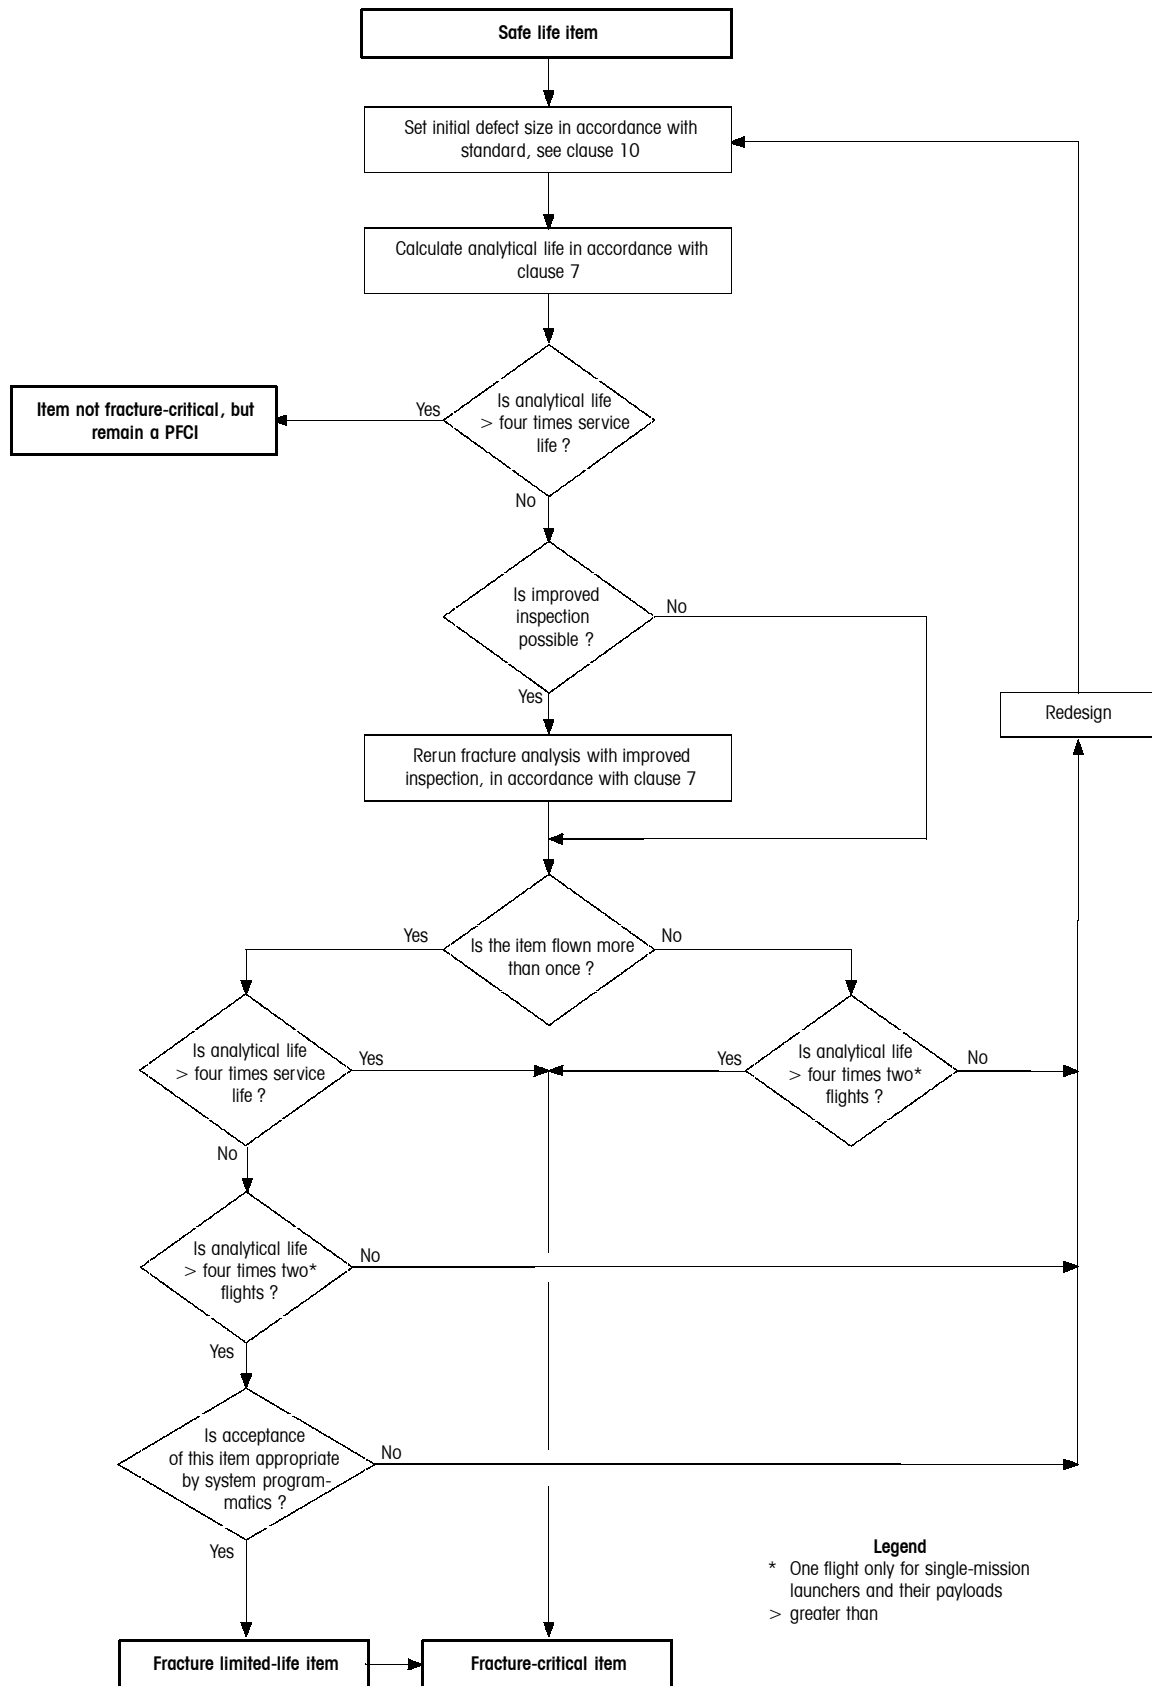 Safe life item
Set initial defect size in accordance with
standard, see clause 10
Calculate analytical life in accordance with
clause 7
Is analytical life
> four times service
life ?
Yes
Item not fracture-critical, but
remain a PFCI
No
Is improved
inspection
possible ?
No
Yes
Redesign
Rerun fracture analysis with improved
inspection, in accordance with clause 7
Is the item flown more
than once ?
Yes
No
Is analytical life
> four times service
life ?
Yes
Yes
Is analytical life
> four times two*
flights ?
No
No
Is analytical life
> four times two*
flights ?
No
Yes
Is acceptance
of this item appropriate
by system program-
matics ?
No
Yes
Legend
* One flight only for single-mission
launchers and their payloads
> greater than
Fracture limited-life item
Fracture-critical item